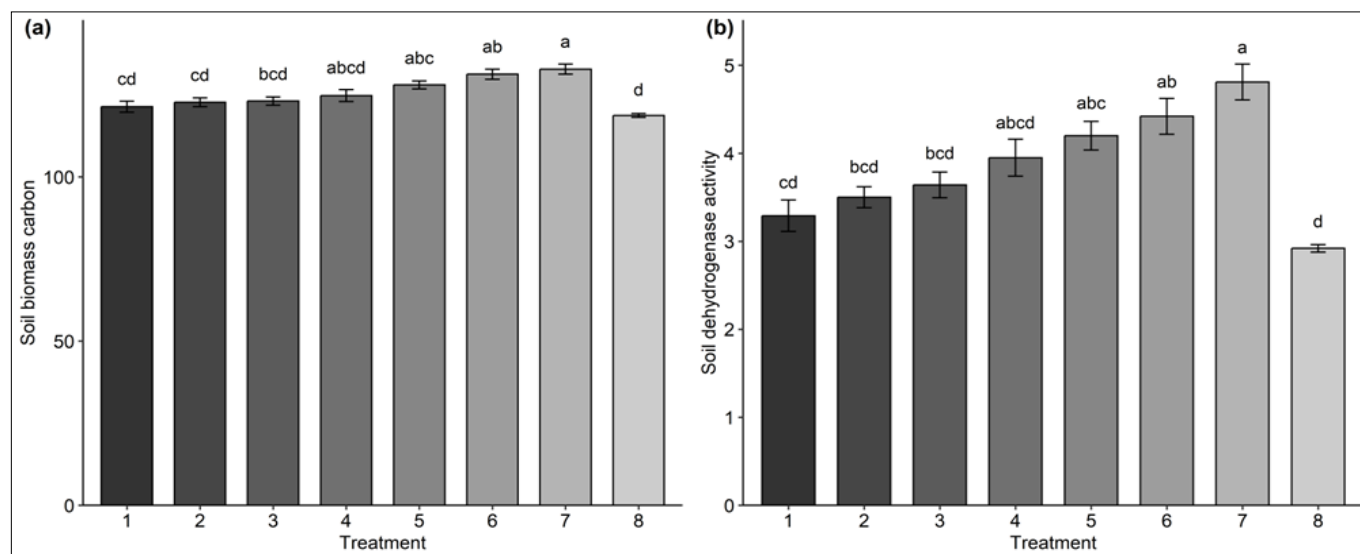 (a)
Soil biomass carbon
100
50
0
cd
cd
bcd
abcd
abc
ab
a
d
1 2 3 4 5 6 7 8
Treatment
(b)
Soil dehydrogenase activity
5
4
3
2
1
0
cd
bcd
bcd
abcd
abc
ab
a
d
1 2 3 4 5 6 7 8
Treatment